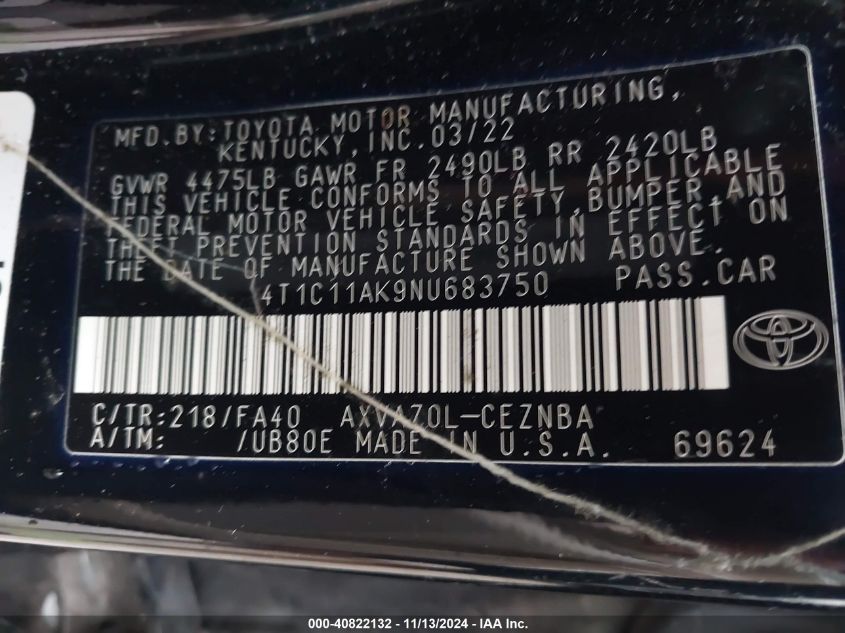 MFD.BY:TOYOTA MOTOR MANUFACTURING,
KENTUCKY,INC.03/22
GVWR 4475LB GAWR FR 2490LB RR 2420LB
THIS VEHICLE CONFORMS TO ALL APPLICABLE
FEDERAL MOTOR VEHICLE SAFETY,BUMPER,AND
THEFT PREVENTION STANDARDS IN EFFECT ON
THE DATE OF MANUFACTURE SHOWN ABOVE.
4T1C11AK9NU683750 PASS.CAR
C/TR:218/FA40 AXVA70L-CEZNBA
A/TM: /UB80E MADE IN U.S.A. 69624
000-40822132 - 11/13/2024 - IAA Inc.